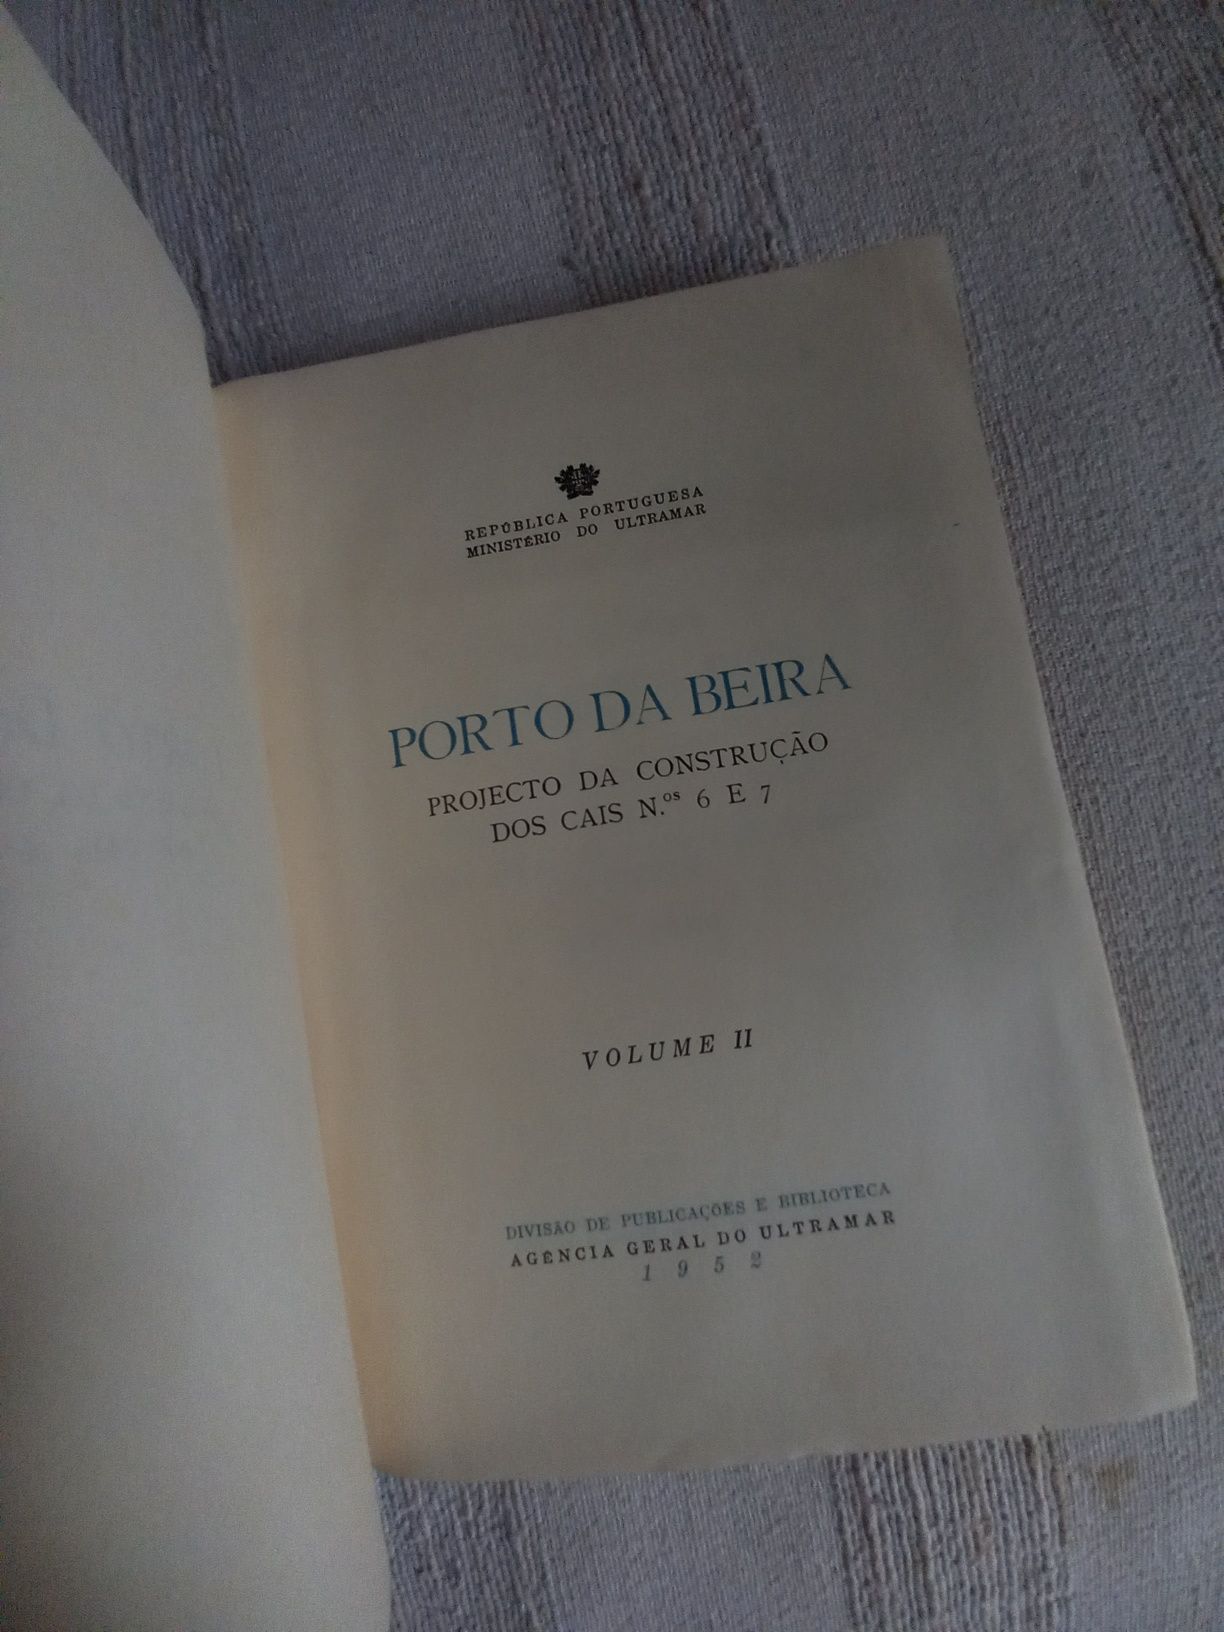 REPÚBLICA PORTUGUESA
MINISTÉRIO DO ULTRAMAR
PORTO DA BEIRA
PROJECTO DA CONSTRUÇÃO
DOS CAIS N.ºˢ 6 E 7
VOLUME II
DIVISÃO DE PUBLICAÇÕES E BIBLIOTECA
AGÊNCIA GERAL DO ULTRAMAR
1952